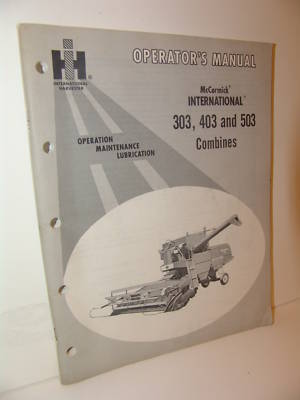 OPERATOR'S MANUAL
IH ®
INTERNATIONAL
HARVESTER
McCormick®
INTERNATIONAL®
303, 403 and 503
Combines
OPERATION
MAINTENANCE
LUBRICATION